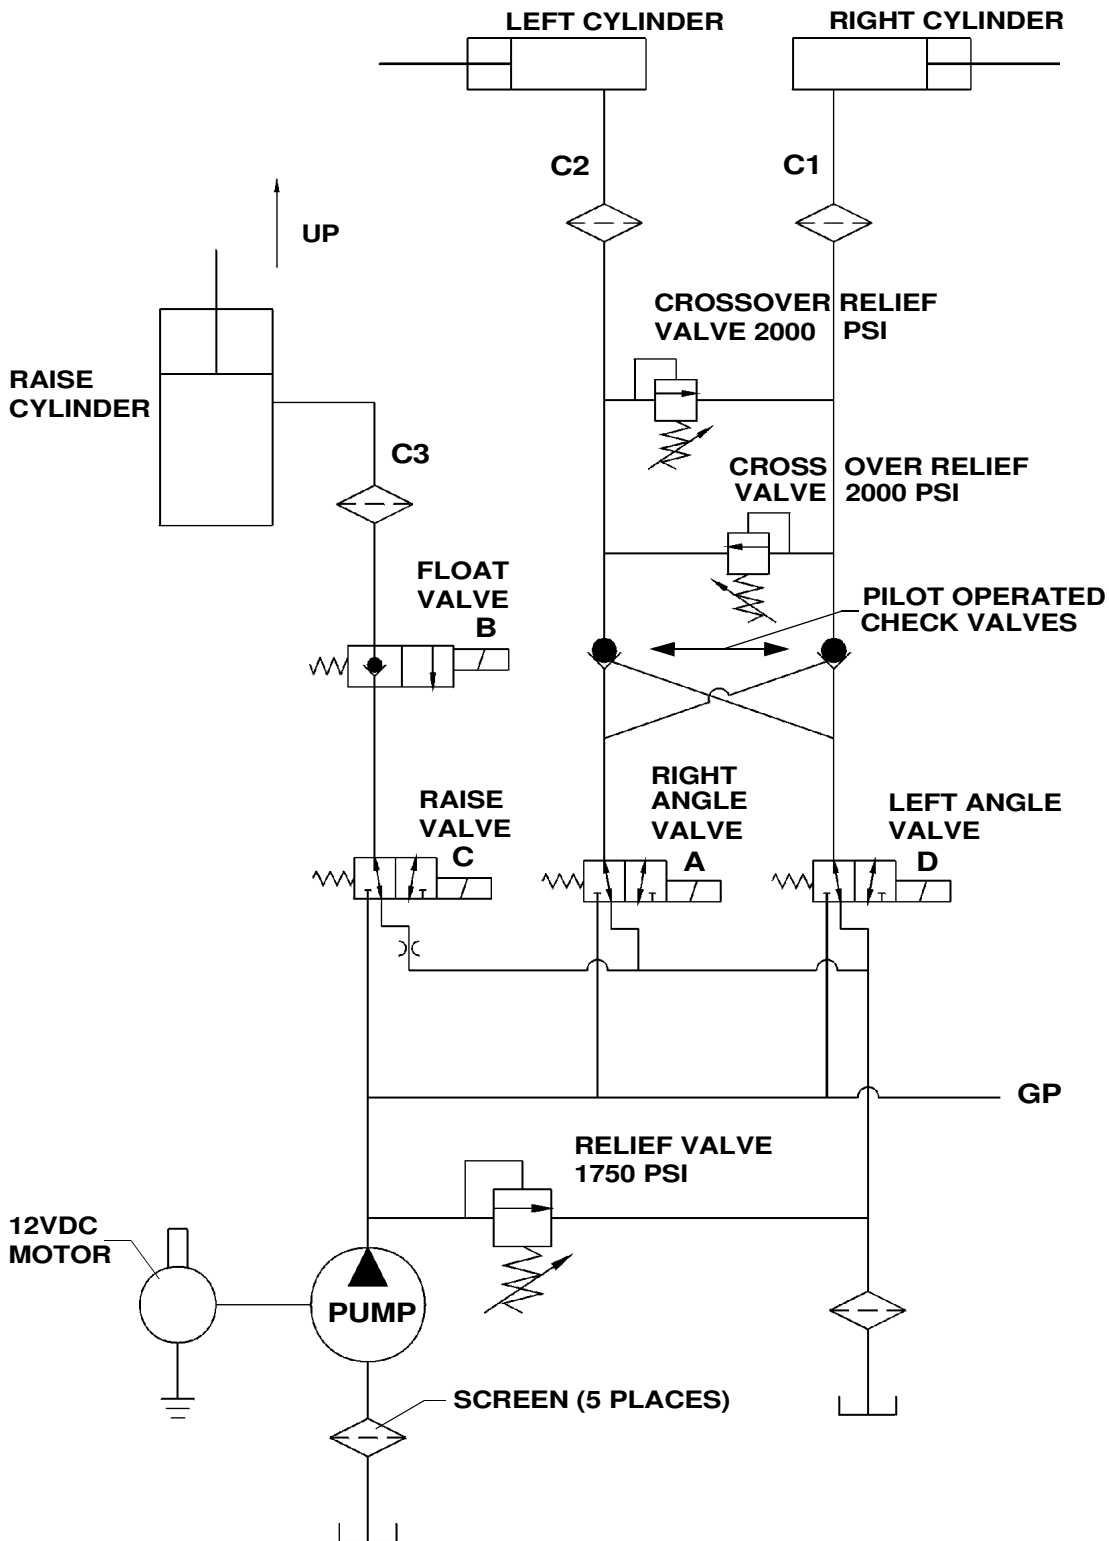 LEFT CYLINDER
RIGHT CYLINDER
C2
C1
UP
CROSSOVER RELIEF
VALVE 2000 PSI
RAISE
CYLINDER
C3
CROSS OVER RELIEF
VALVE 2000 PSI
FLOAT
VALVE
B
PILOT OPERATED
CHECK VALVES
RAISE
VALVE
C
RIGHT
ANGLE
VALVE
A
LEFT ANGLE
VALVE
D
GP
RELIEF VALVE
1750 PSI
12VDC
MOTOR
PUMP
SCREEN (5 PLACES)